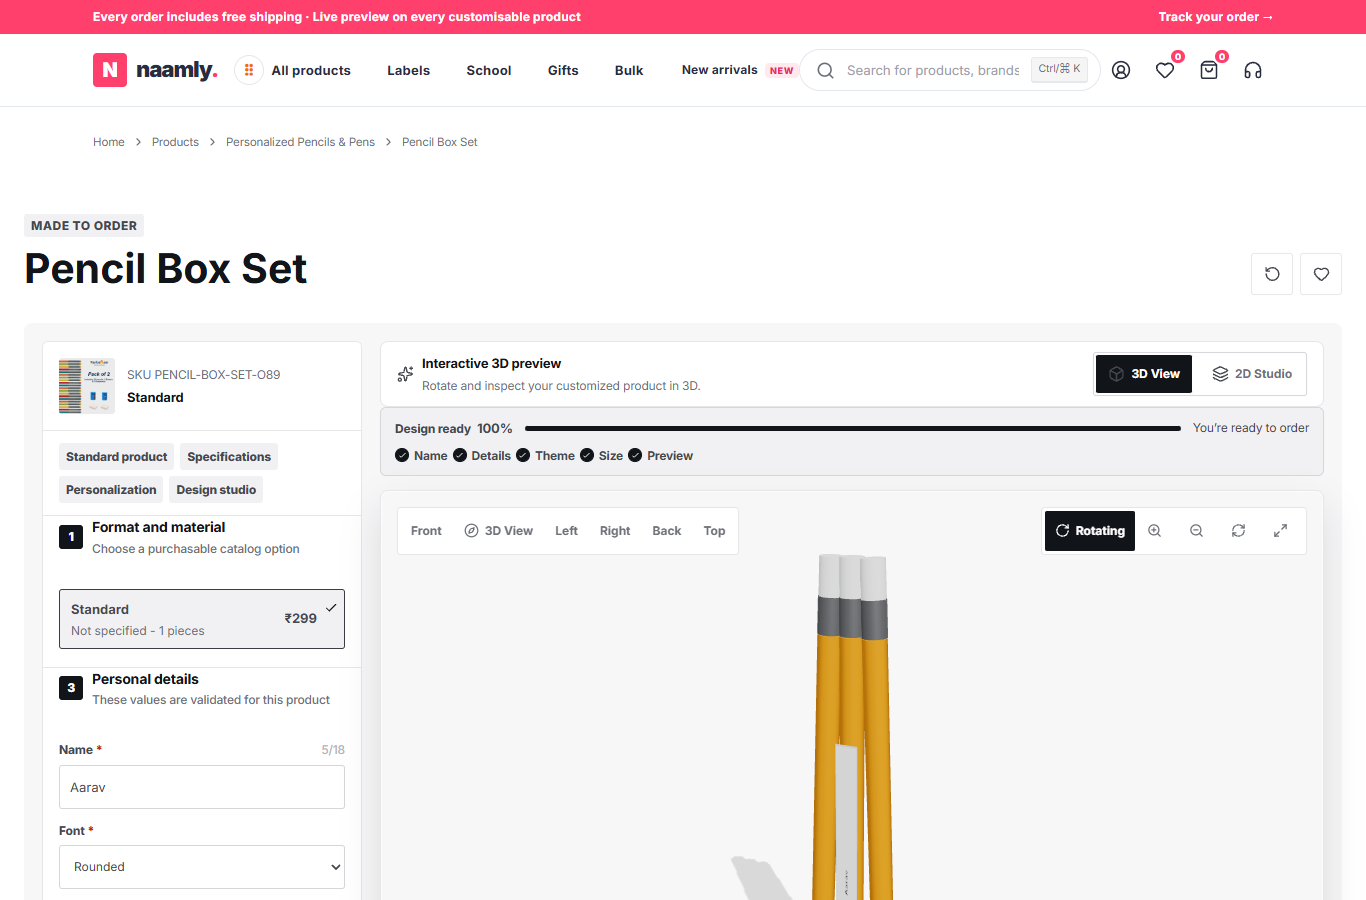 Every order includes free shipping · Live preview on every customisable product
Track your order →
N naamly.
All products
Labels
School
Gifts
Bulk
New arrivals NEW
Search for products, brands
Ctrl/⌘ K
0
0
Home > Products > Personalized Pencils & Pens > Pencil Box Set
MADE TO ORDER
Pencil Box Set
Pack of 2
SKU PENCIL-BOX-SET-O89
Standard
Standard product
Specifications
Personalization
Design studio
1
Format and material
Choose a purchasable catalog option
Standard
Not specified - 1 pieces
₹299
3
Personal details
These values are validated for this product
Name *
5/18
Aarav
Font *
Rounded
Interactive 3D preview
Rotate and inspect your customized product in 3D.
3D View
2D Studio
Design ready 100%
You're ready to order
Name Details Theme Size Preview
Front
3D View
Left
Right
Back
Top
Rotating
Aarav